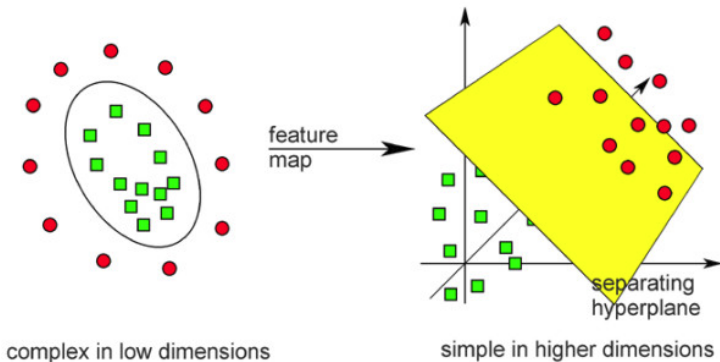 feature
map
separating
hyperplane
complex in low dimensions
simple in higher dimensions